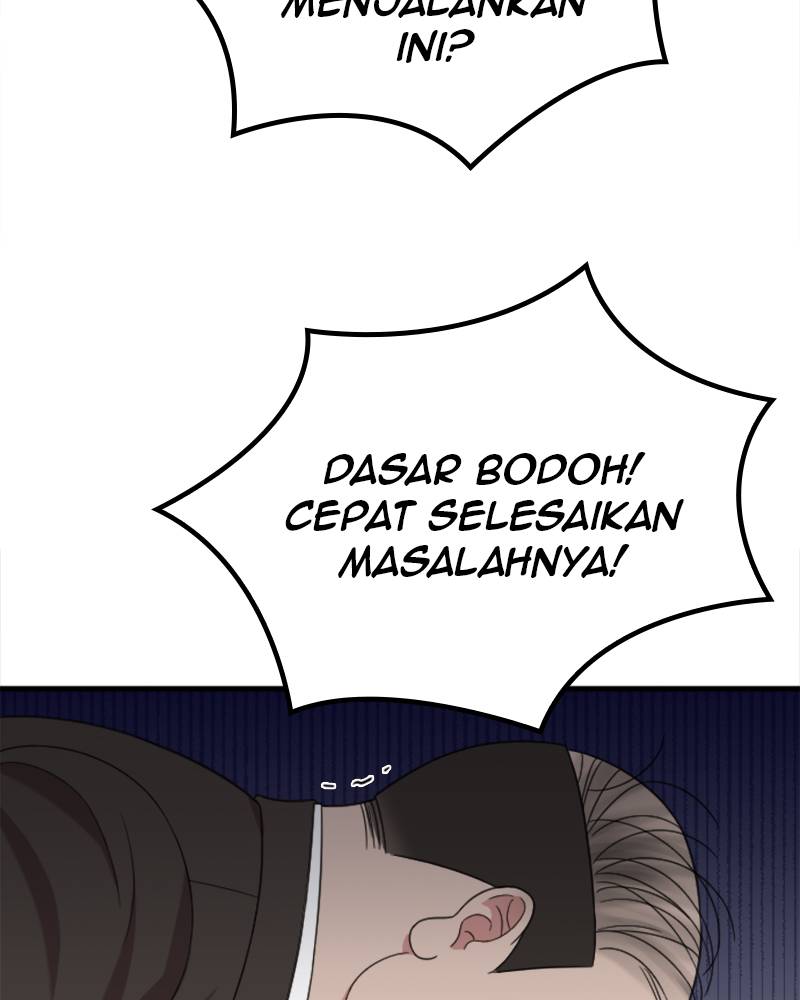 MENJALANKAN
INI?
DASAR BODOH!
CEPAT SELESAIKAN
MASALAHNYA!